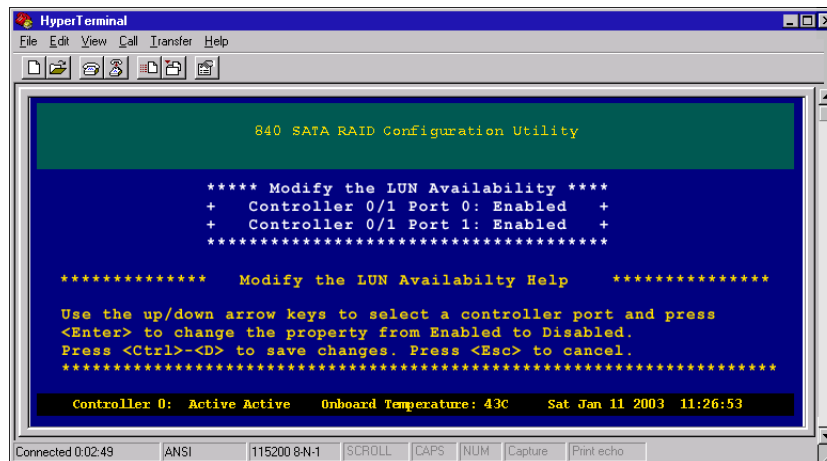 HyperTerminal
File Edit View Call Transfer Help
840 SATA RAID Configuration Utility
***** Modify the LUN Availability ****
+ Controller 0/1 Port 0: Enabled +
+ Controller 0/1 Port 1: Enabled +
***************************************
************** Modify the LUN Availabilty Help ***************
Use the up/down arrow keys to select a controller port and press
<Enter> to change the property from Enabled to Disabled.
Press <Ctrl>-<D> to save changes. Press <Esc> to cancel.
*********************************************************************
Controller 0: Active Active Onboard Temperature: 43C Sat Jan 11 2003 11:26:53
Connected 0:02:49 ANSI 115200 8-N-1 SCROLL CAPS NUM Capture Print echo